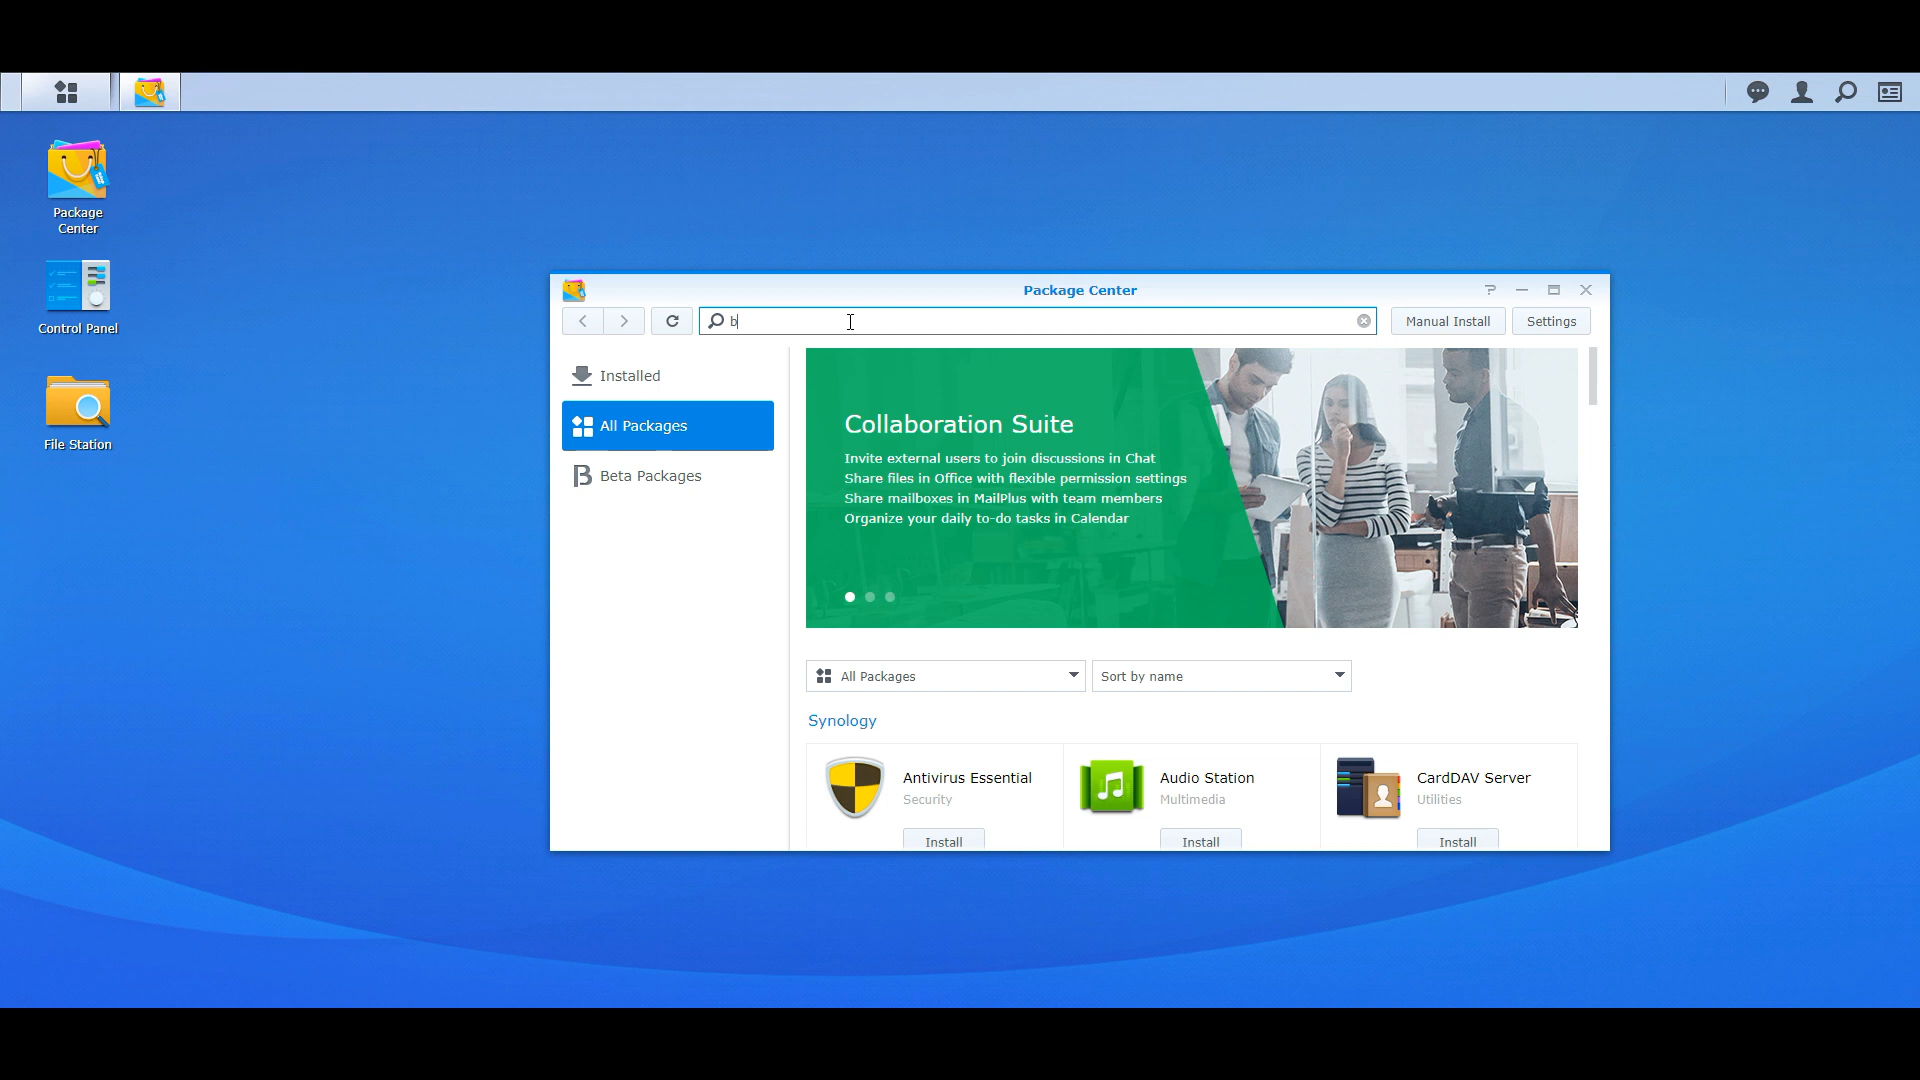 Package
Center
Control Panel
File Station
Package Center
b
Manual Install
Settings
Installed
All Packages
Beta Packages
Collaboration Suite
Invite external users to join discussions in Chat
Share files in Office with flexible permission settings
Share mailboxes in MailPlus with team members
Organize your daily to-do tasks in Calendar
All Packages
Sort by name
Synology
Antivirus Essential
Security
Install
Audio Station
Multimedia
Install
CardDAV Server
Utilities
Install